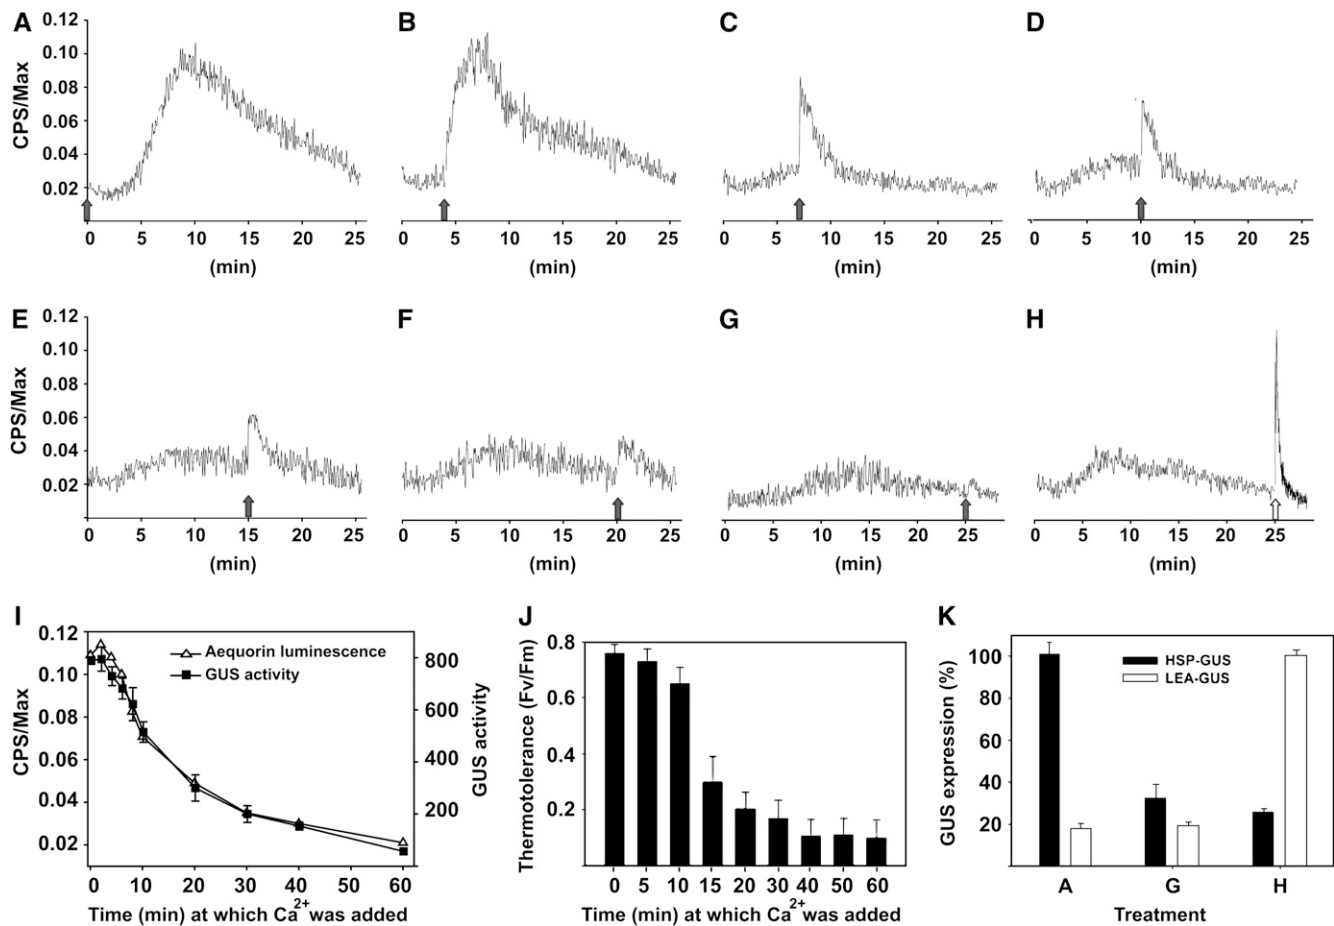 A
B
C
D
CPS/Max
0.12
0.10
0.08
0.06
0.04
0.02
0 5 10 15 20 25
0 5 10 15 20 25
0 5 10 15 20 25
0 5 10 15 20 25
(min)
(min)
(min)
(min)
E
F
G
H
CPS/Max
0.12
0.10
0.08
0.06
0.04
0.02
0 5 10 15 20 25
0 5 10 15 20 25
0 5 10 15 20 25
0 5 10 15 20 25
(min)
(min)
(min)
(min)
I
CPS/Max
0.12
0.10
0.08
0.06
0.04
0.02
Aequorin luminescence
GUS activity
800
600
400
200
GUS activity
0 10 20 30 40 50 60
Time (min) at which Ca2+ was added
J
Thermotolerance (Fv/Fm)
0.8
0.6
0.4
0.2
0 5 10 15 20 30 40 50 60
Time (min) at which Ca2+ was added
K
GUS expression (%)
100
80
60
40
20
HSP-GUS
LEA-GUS
A G H
Treatment